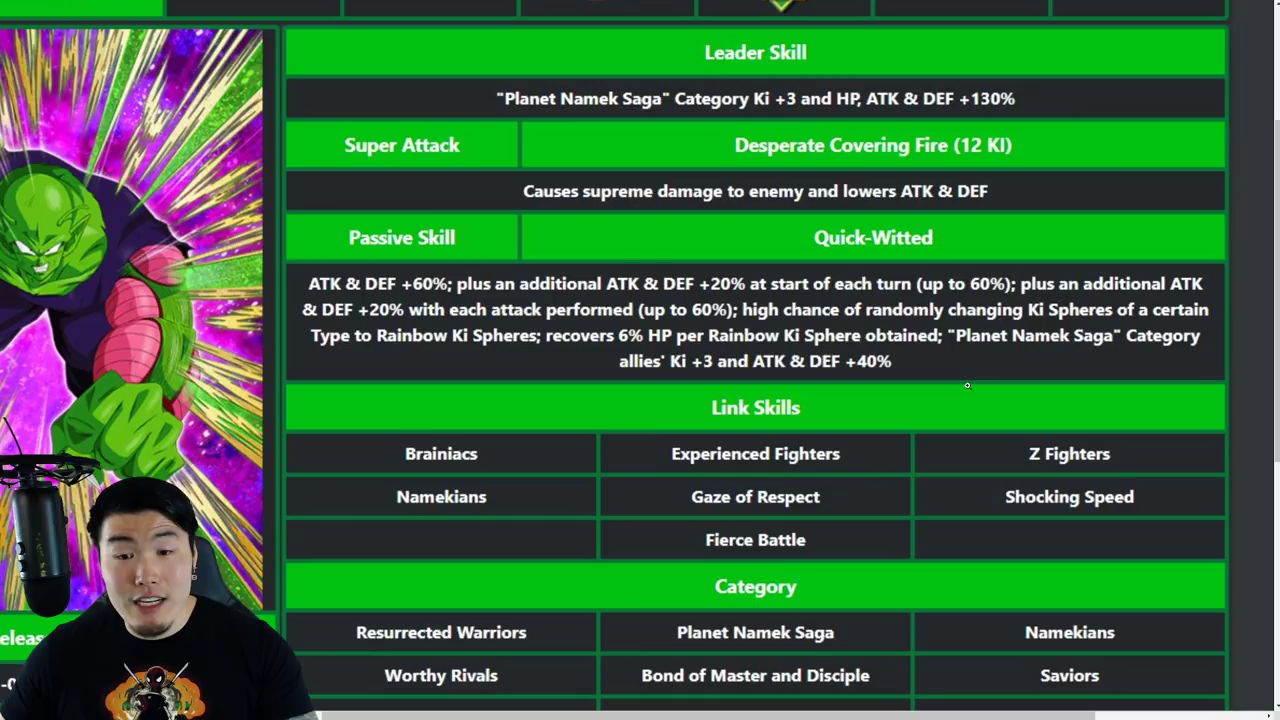 Leader Skill
"Planet Namek Saga" Category Ki +3 and HP, ATK & DEF +130%
Super Attack
Desperate Covering Fire (12 KI)
Causes supreme damage to enemy and lowers ATK & DEF
Passive Skill
Quick-Witted
ATK & DEF +60%; plus an additional ATK & DEF +20% at start of each turn (up to 60%); plus an additional ATK
& DEF +20% with each attack performed (up to 60%); high chance of randomly changing Ki Spheres of a certain
Type to Rainbow Ki Spheres; recovers 6% HP per Rainbow Ki Sphere obtained; "Planet Namek Saga" Category
allies' Ki +3 and ATK & DEF +40%
Link Skills
Brainiacs
Experienced Fighters
Z Fighters
Namekians
Gaze of Respect
Shocking Speed
Fierce Battle
Category
Resurrected Warriors
Planet Namek Saga
Namekians
Worthy Rivals
Bond of Master and Disciple
Saviors